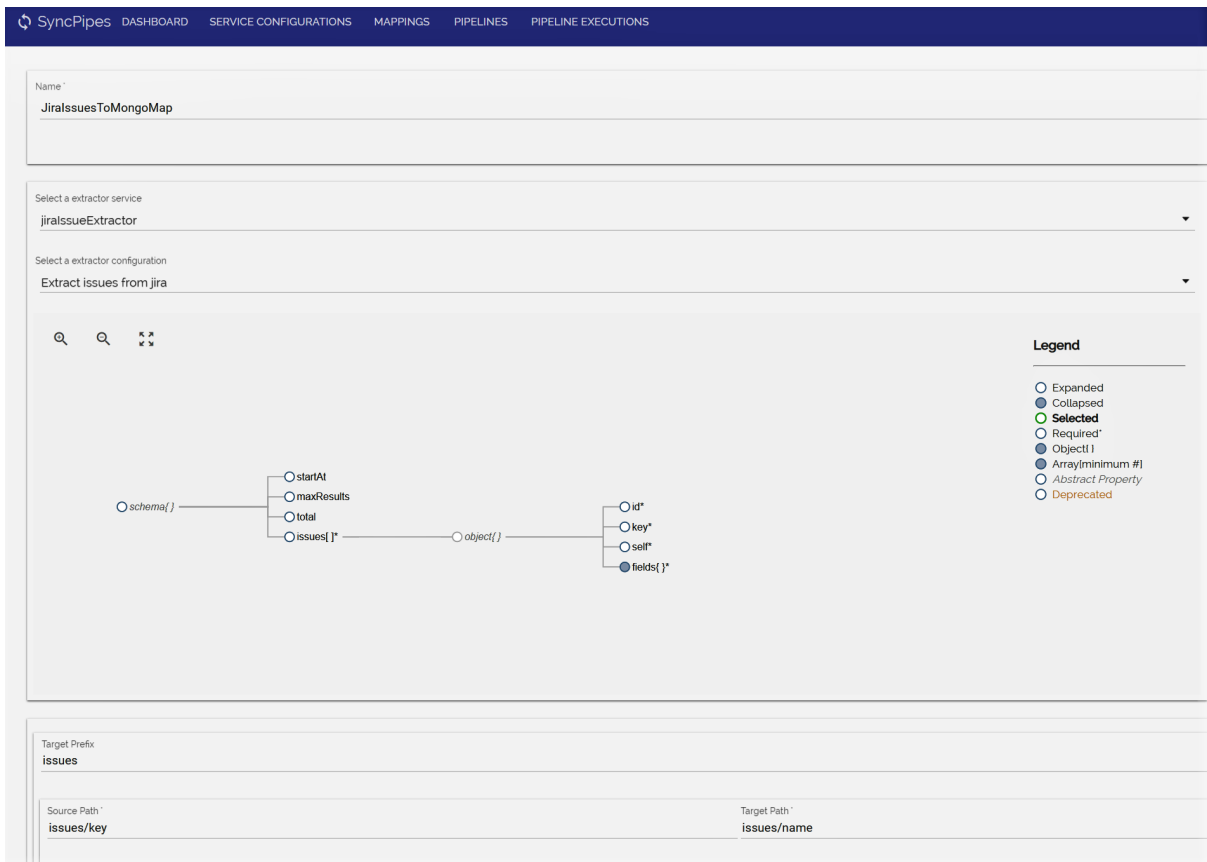 SyncPipes DASHBOARD SERVICE CONFIGURATIONS MAPPINGS PIPELINES PIPELINE EXECUTIONS
Name *
JiraIssuesToMongoMap
Select a extractor service
jiraIssueExtractor
Select a extractor configuration
Extract issues from jira
Legend
Expanded
Collapsed
Selected
Required*
Object{ }
Array[minimum #]
Abstract Property
Deprecated
schema{ }
startAt
maxResults
total
issues[ ]*
object{ }
id*
key*
self*
fields{ }*
Target Prefix
issues
Source Path *
issues/key
Target Path *
issues/name